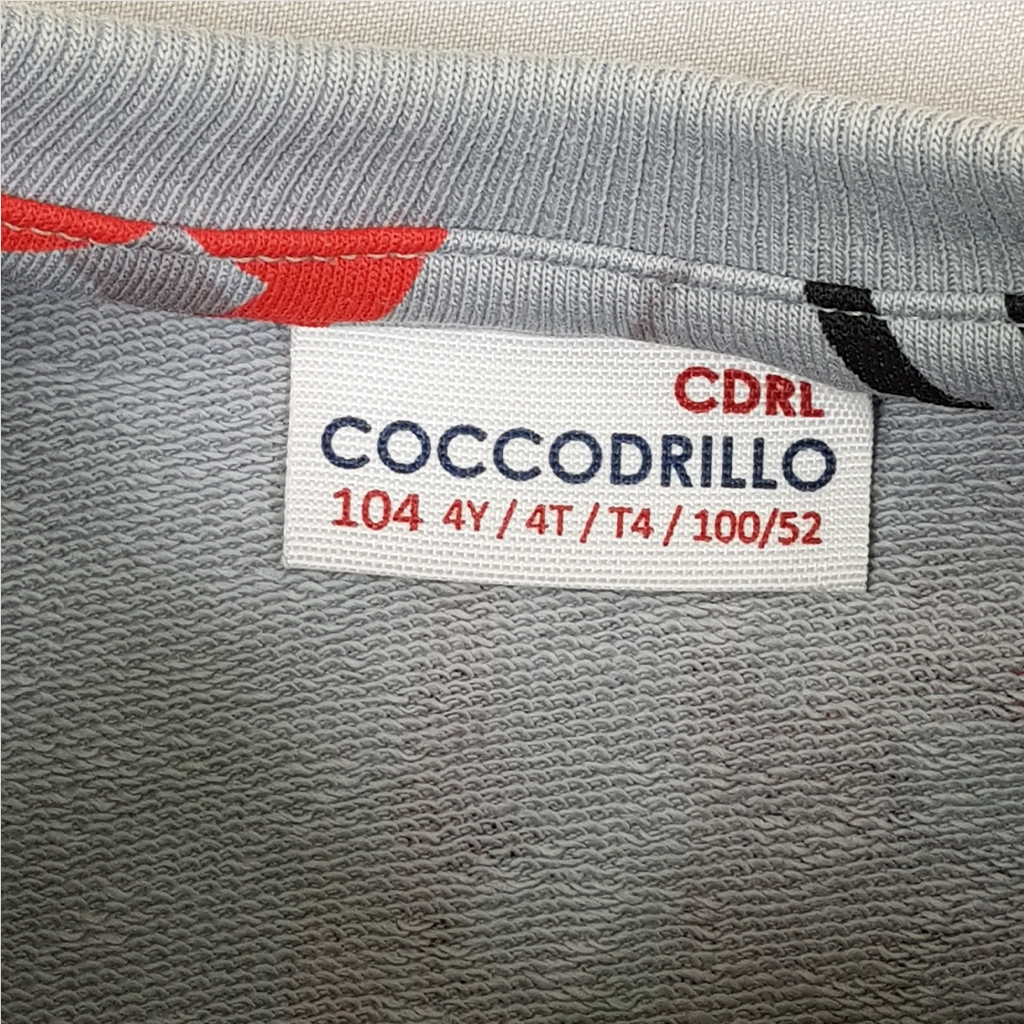 CDRL
COCCODRILLO
104 4Y / 4T / T4 / 100/52